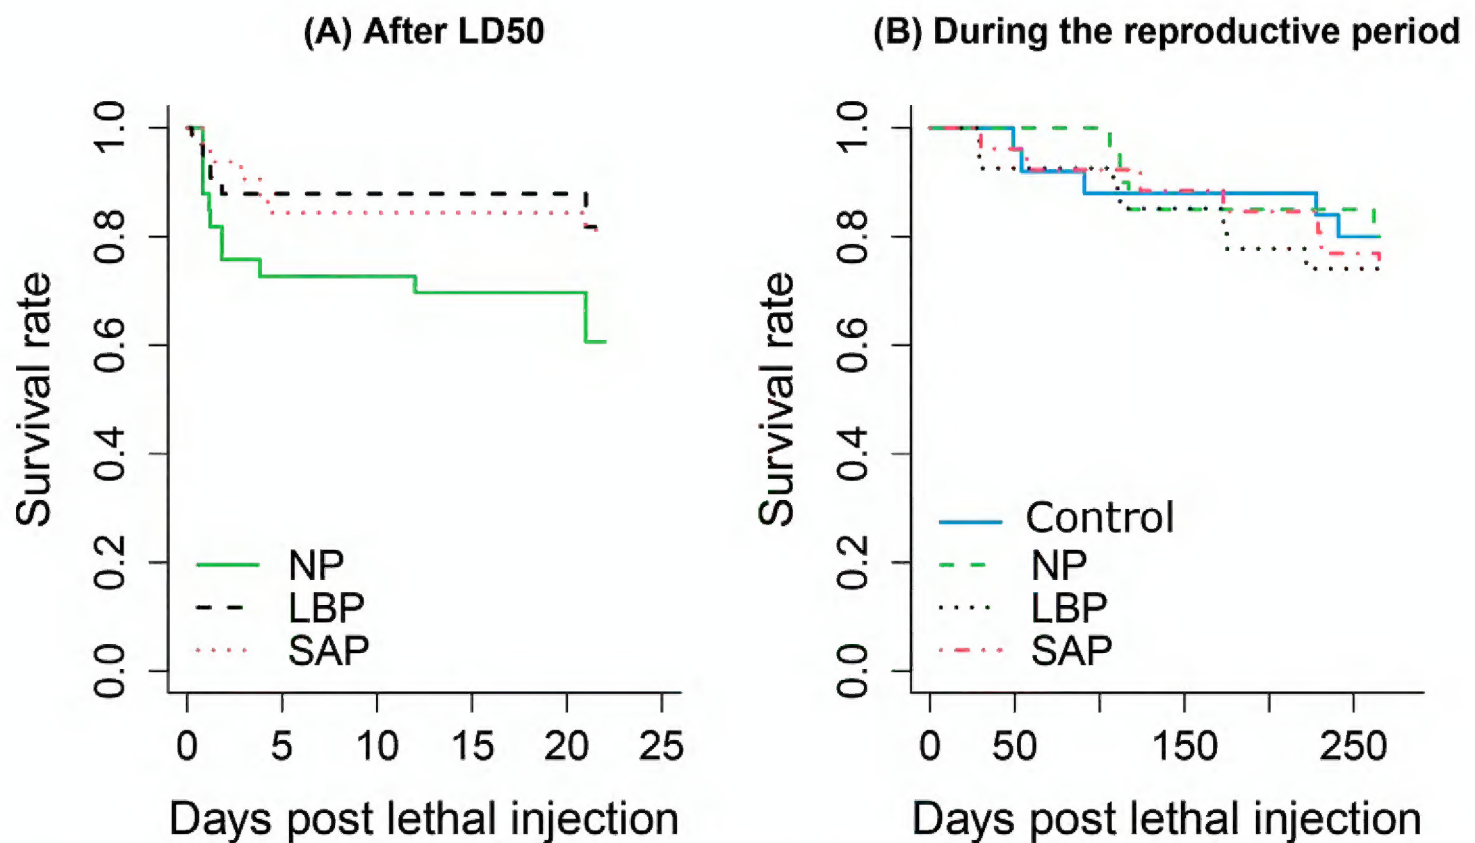 (A) After LD50
Survival rate
1.0
0.8
0.6
0.4
0.2
0.0
NP
LBP
SAP
0 5 10 15 20 25
Days post lethal injection
(B) During the reproductive period
Survival rate
1.0
0.8
0.6
0.4
0.2
0.0
Control
NP
LBP
SAP
0 50 150 250
Days post lethal injection